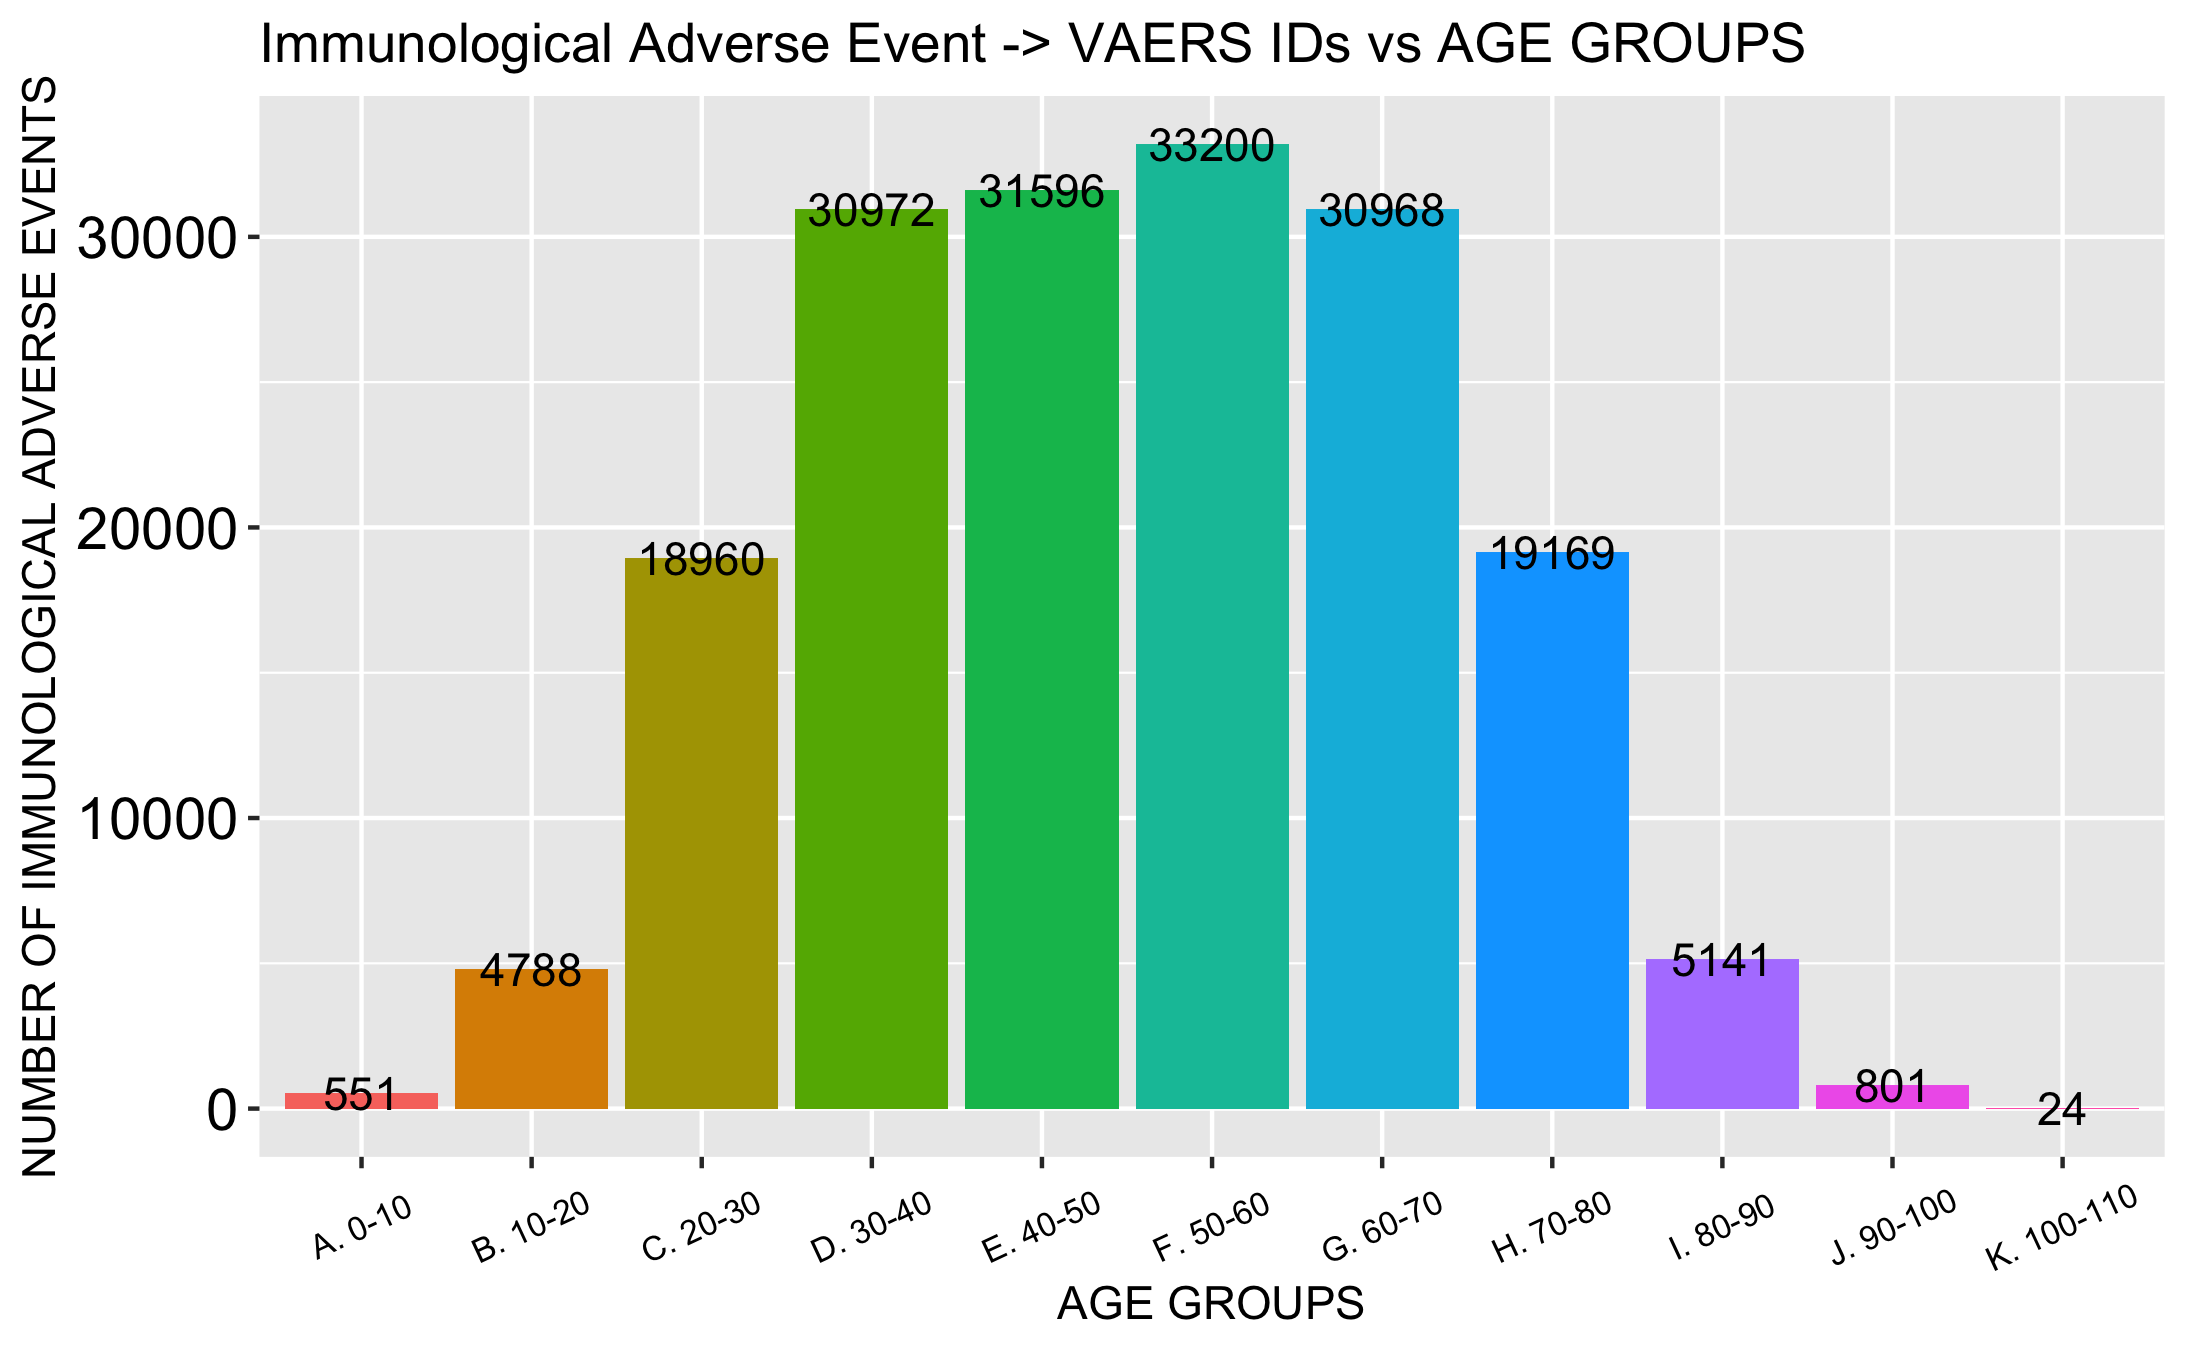 Immunological Adverse Event -> VAERS IDs vs AGE GROUPS
NUMBER OF IMMUNOLOGICAL ADVERSE EVENTS
30000
20000
10000
0
551
4788
18960
30972
31596
33200
30968
19169
5141
801
24
A. 0-10
B. 10-20
C. 20-30
D. 30-40
E. 40-50
F. 50-60
G. 60-70
H. 70-80
I. 80-90
J. 90-100
K. 100-110
AGE GROUPS